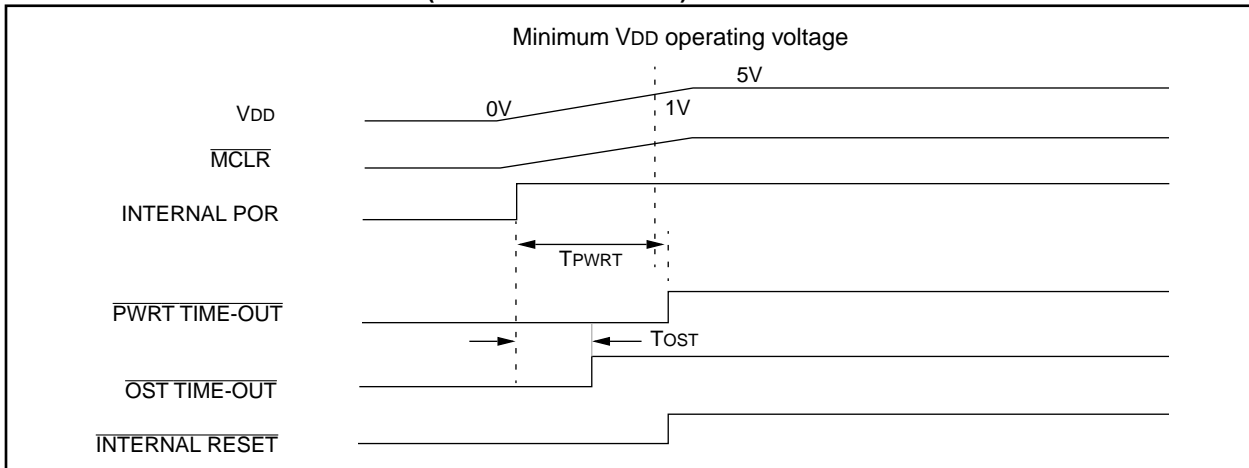 Minimum VDD operating voltage
5V
0V
1V
VDD
MCLR
INTERNAL POR
TPWRT
PWRT TIME-OUT
TOST
OST TIME-OUT
INTERNAL RESET